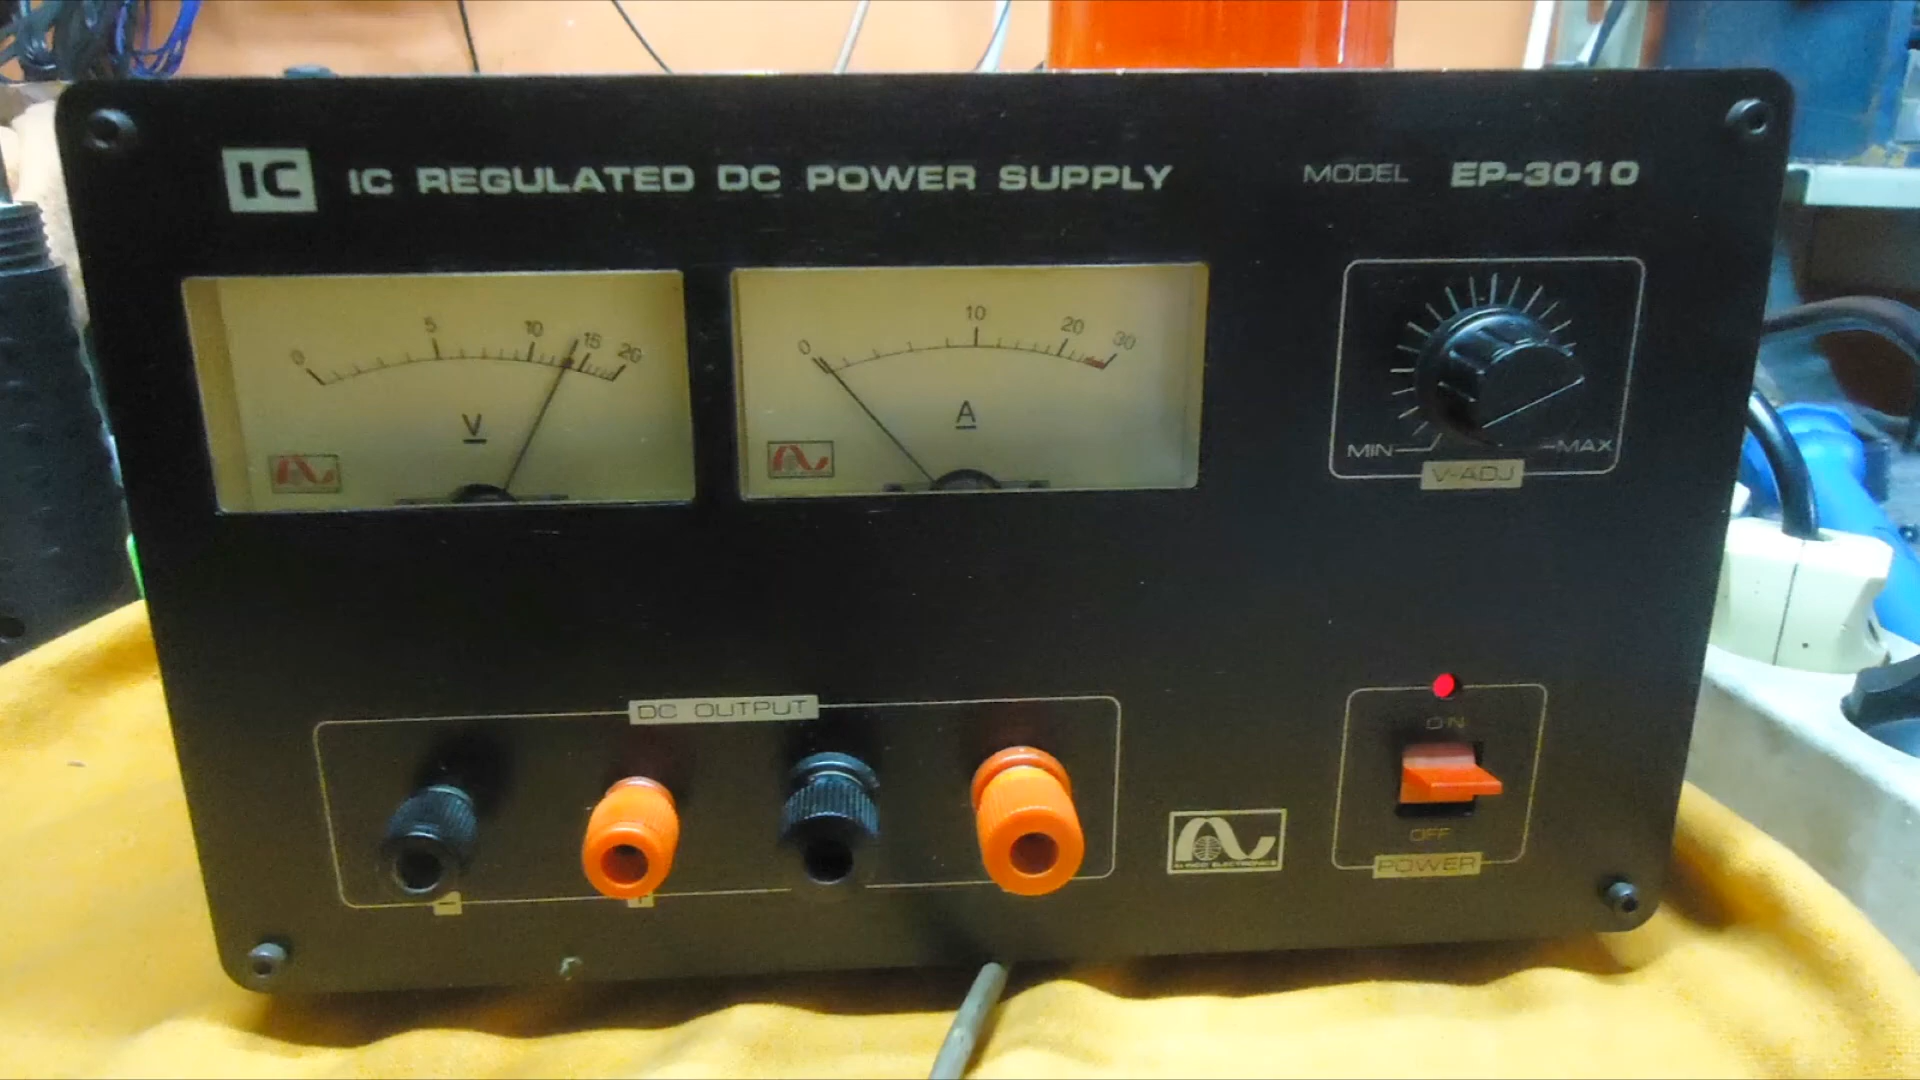 IC IC REGULATED DC POWER SUPPLY MODEL EP-3010
0 5 10 15 20
V
0 10 20 30
A
MIN MAX
V-ADJ
DC OUTPUT
- +
ON
OFF
POWER